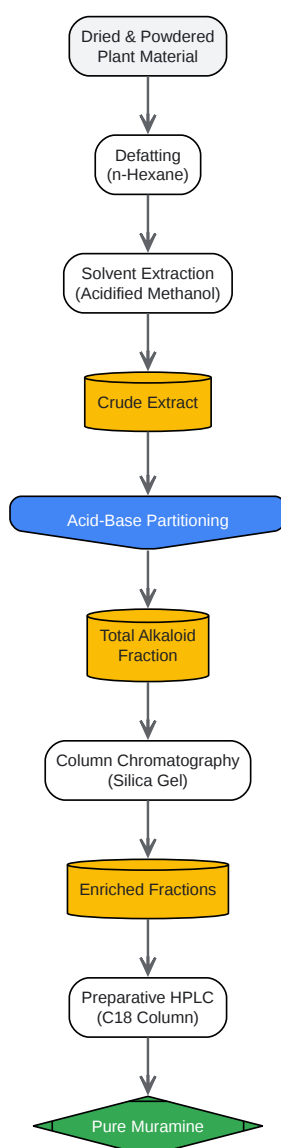 Dried & Powdered
Plant Material
Defatting
(n-Hexane)
Solvent Extraction
(Acidified Methanol)
Crude Extract
Acid-Base Partitioning
Total Alkaloid
Fraction
Column Chromatography
(Silica Gel)
Enriched Fractions
Preparative HPLC
(C18 Column)
Pure Muramine